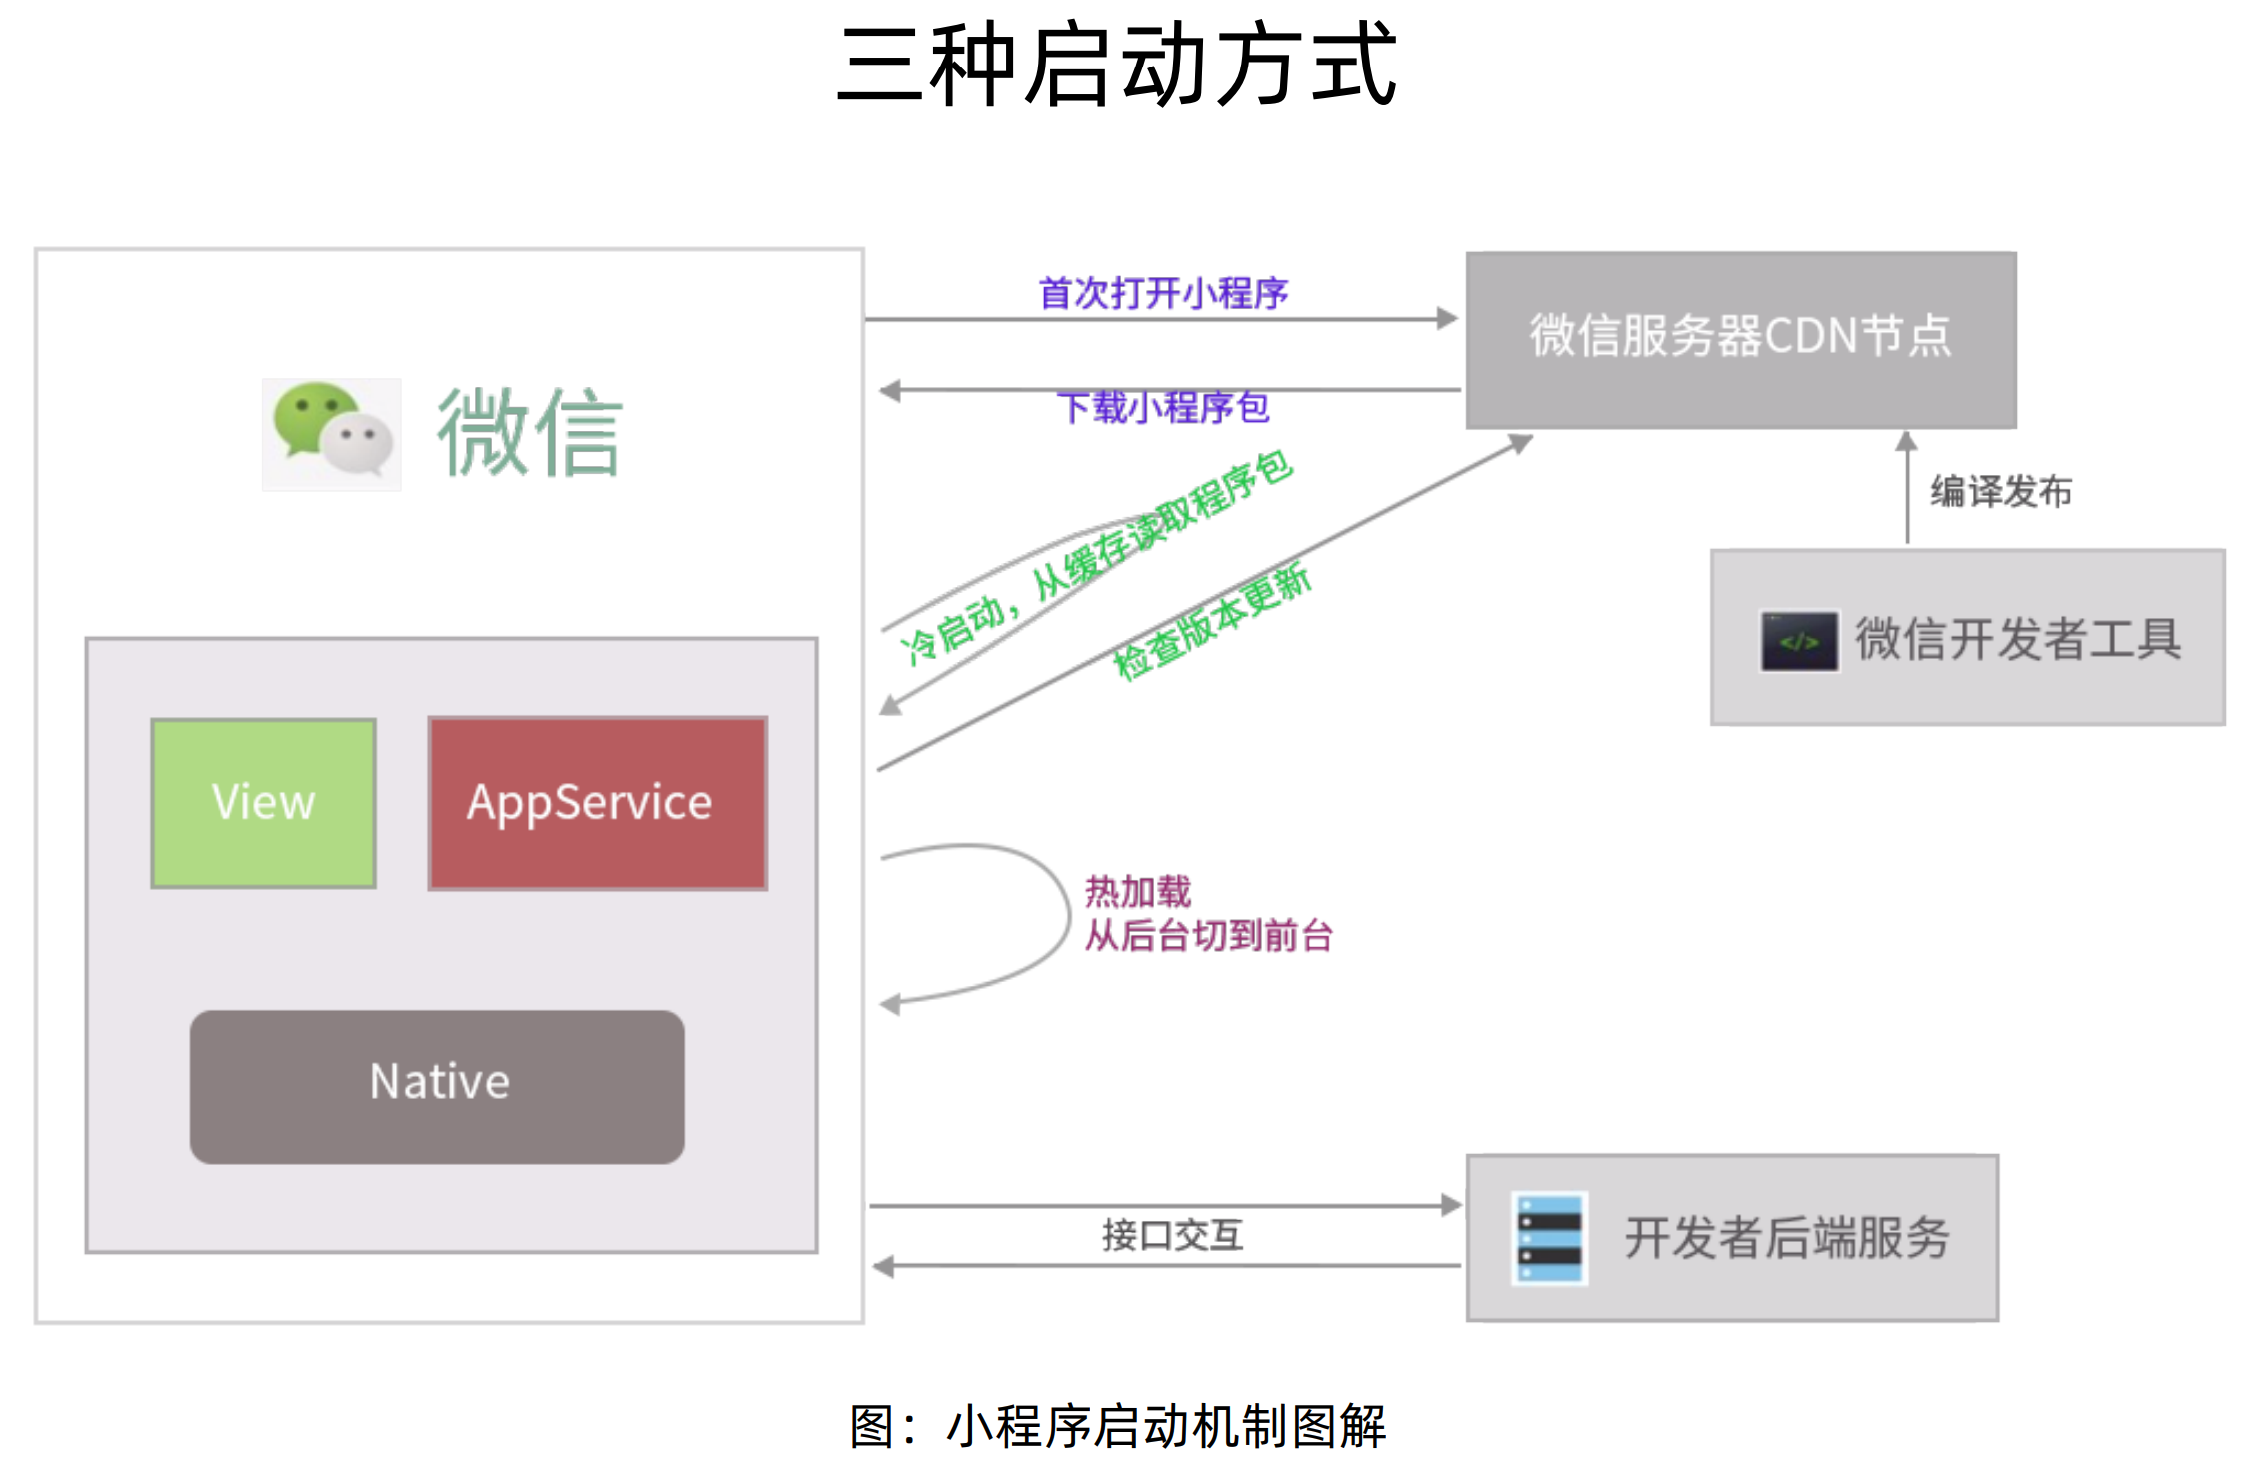 三种启动方式
首次打开小程序
微信服务器CDN节点
下载小程序包
微信
冷启动，从缓存读取程序包
编译发布
检查版本更新
</>
微信开发者工具
View
AppService
热加载
从后台切到前台
Native
接口交互
开发者后端服务
图：小程序启动机制图解